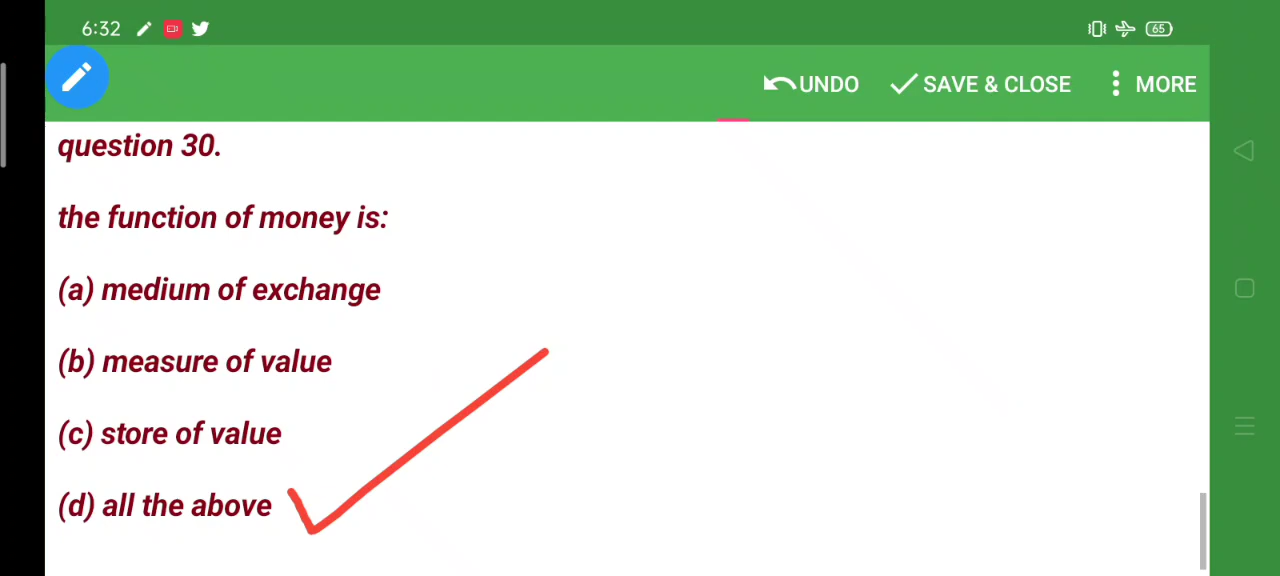 6:32 65
UNDO SAVE & CLOSE MORE
question 30.
the function of money is:
(a) medium of exchange
(b) measure of value
(c) store of value
(d) all the above